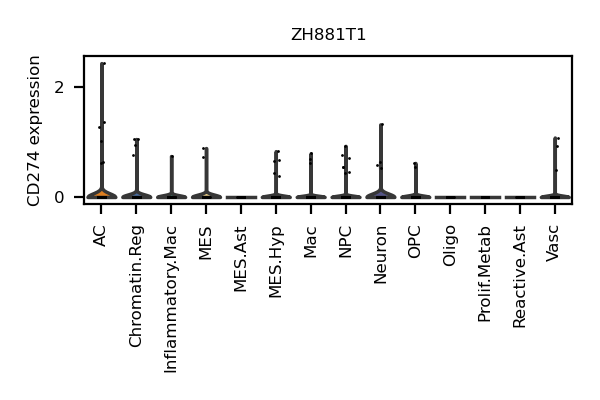 ZH881T1
CD274 expression
2
0
AC
Chromatin.Reg
Inflammatory.Mac
MES
MES.Ast
MES.Hyp
Mac
NPC
Neuron
OPC
Oligo
Prolif.Metab
Reactive.Ast
Vasc